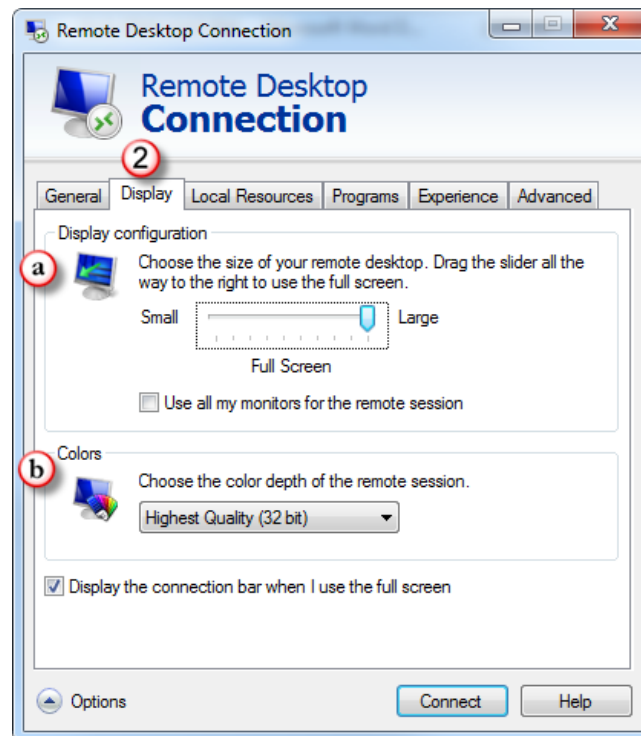 Remote Desktop Connection
Remote Desktop
Connection
2
General Display Local Resources Programs Experience Advanced
Display configuration
a
Choose the size of your remote desktop. Drag the slider all the
way to the right to use the full screen.
Small Large
Full Screen
Use all my monitors for the remote session
Colors
b
Choose the color depth of the remote session.
Highest Quality (32 bit)
Display the connection bar when I use the full screen
Options Connect Help